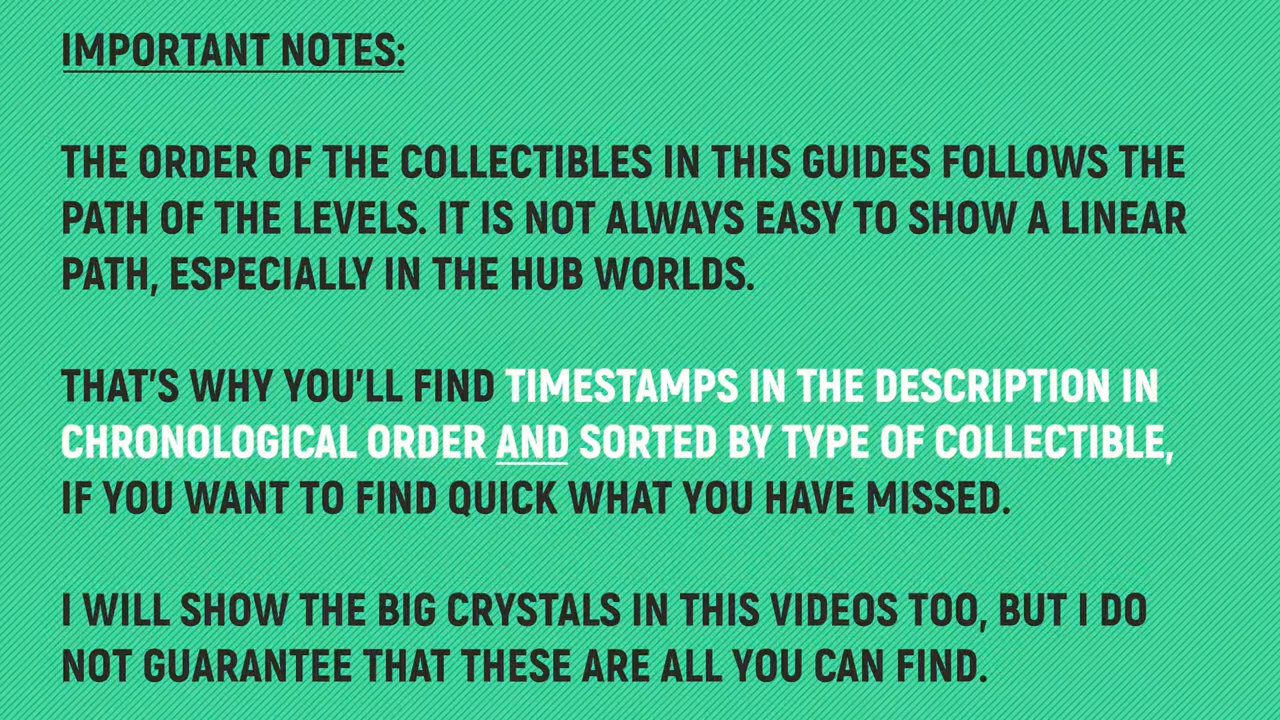 IMPORTANT NOTES:
THE ORDER OF THE COLLECTIBLES IN THIS GUIDES FOLLOWS THE
PATH OF THE LEVELS. IT IS NOT ALWAYS EASY TO SHOW A LINEAR
PATH, ESPECIALLY IN THE HUB WORLDS.
THAT'S WHY YOU'LL FIND TIMESTAMPS IN THE DESCRIPTION IN
CHRONOLOGICAL ORDER AND SORTED BY TYPE OF COLLECTIBLE,
IF YOU WANT TO FIND QUICK WHAT YOU HAVE MISSED.
I WILL SHOW THE BIG CRYSTALS IN THIS VIDEOS TOO, BUT I DO
NOT GUARANTEE THAT THESE ARE ALL YOU CAN FIND.